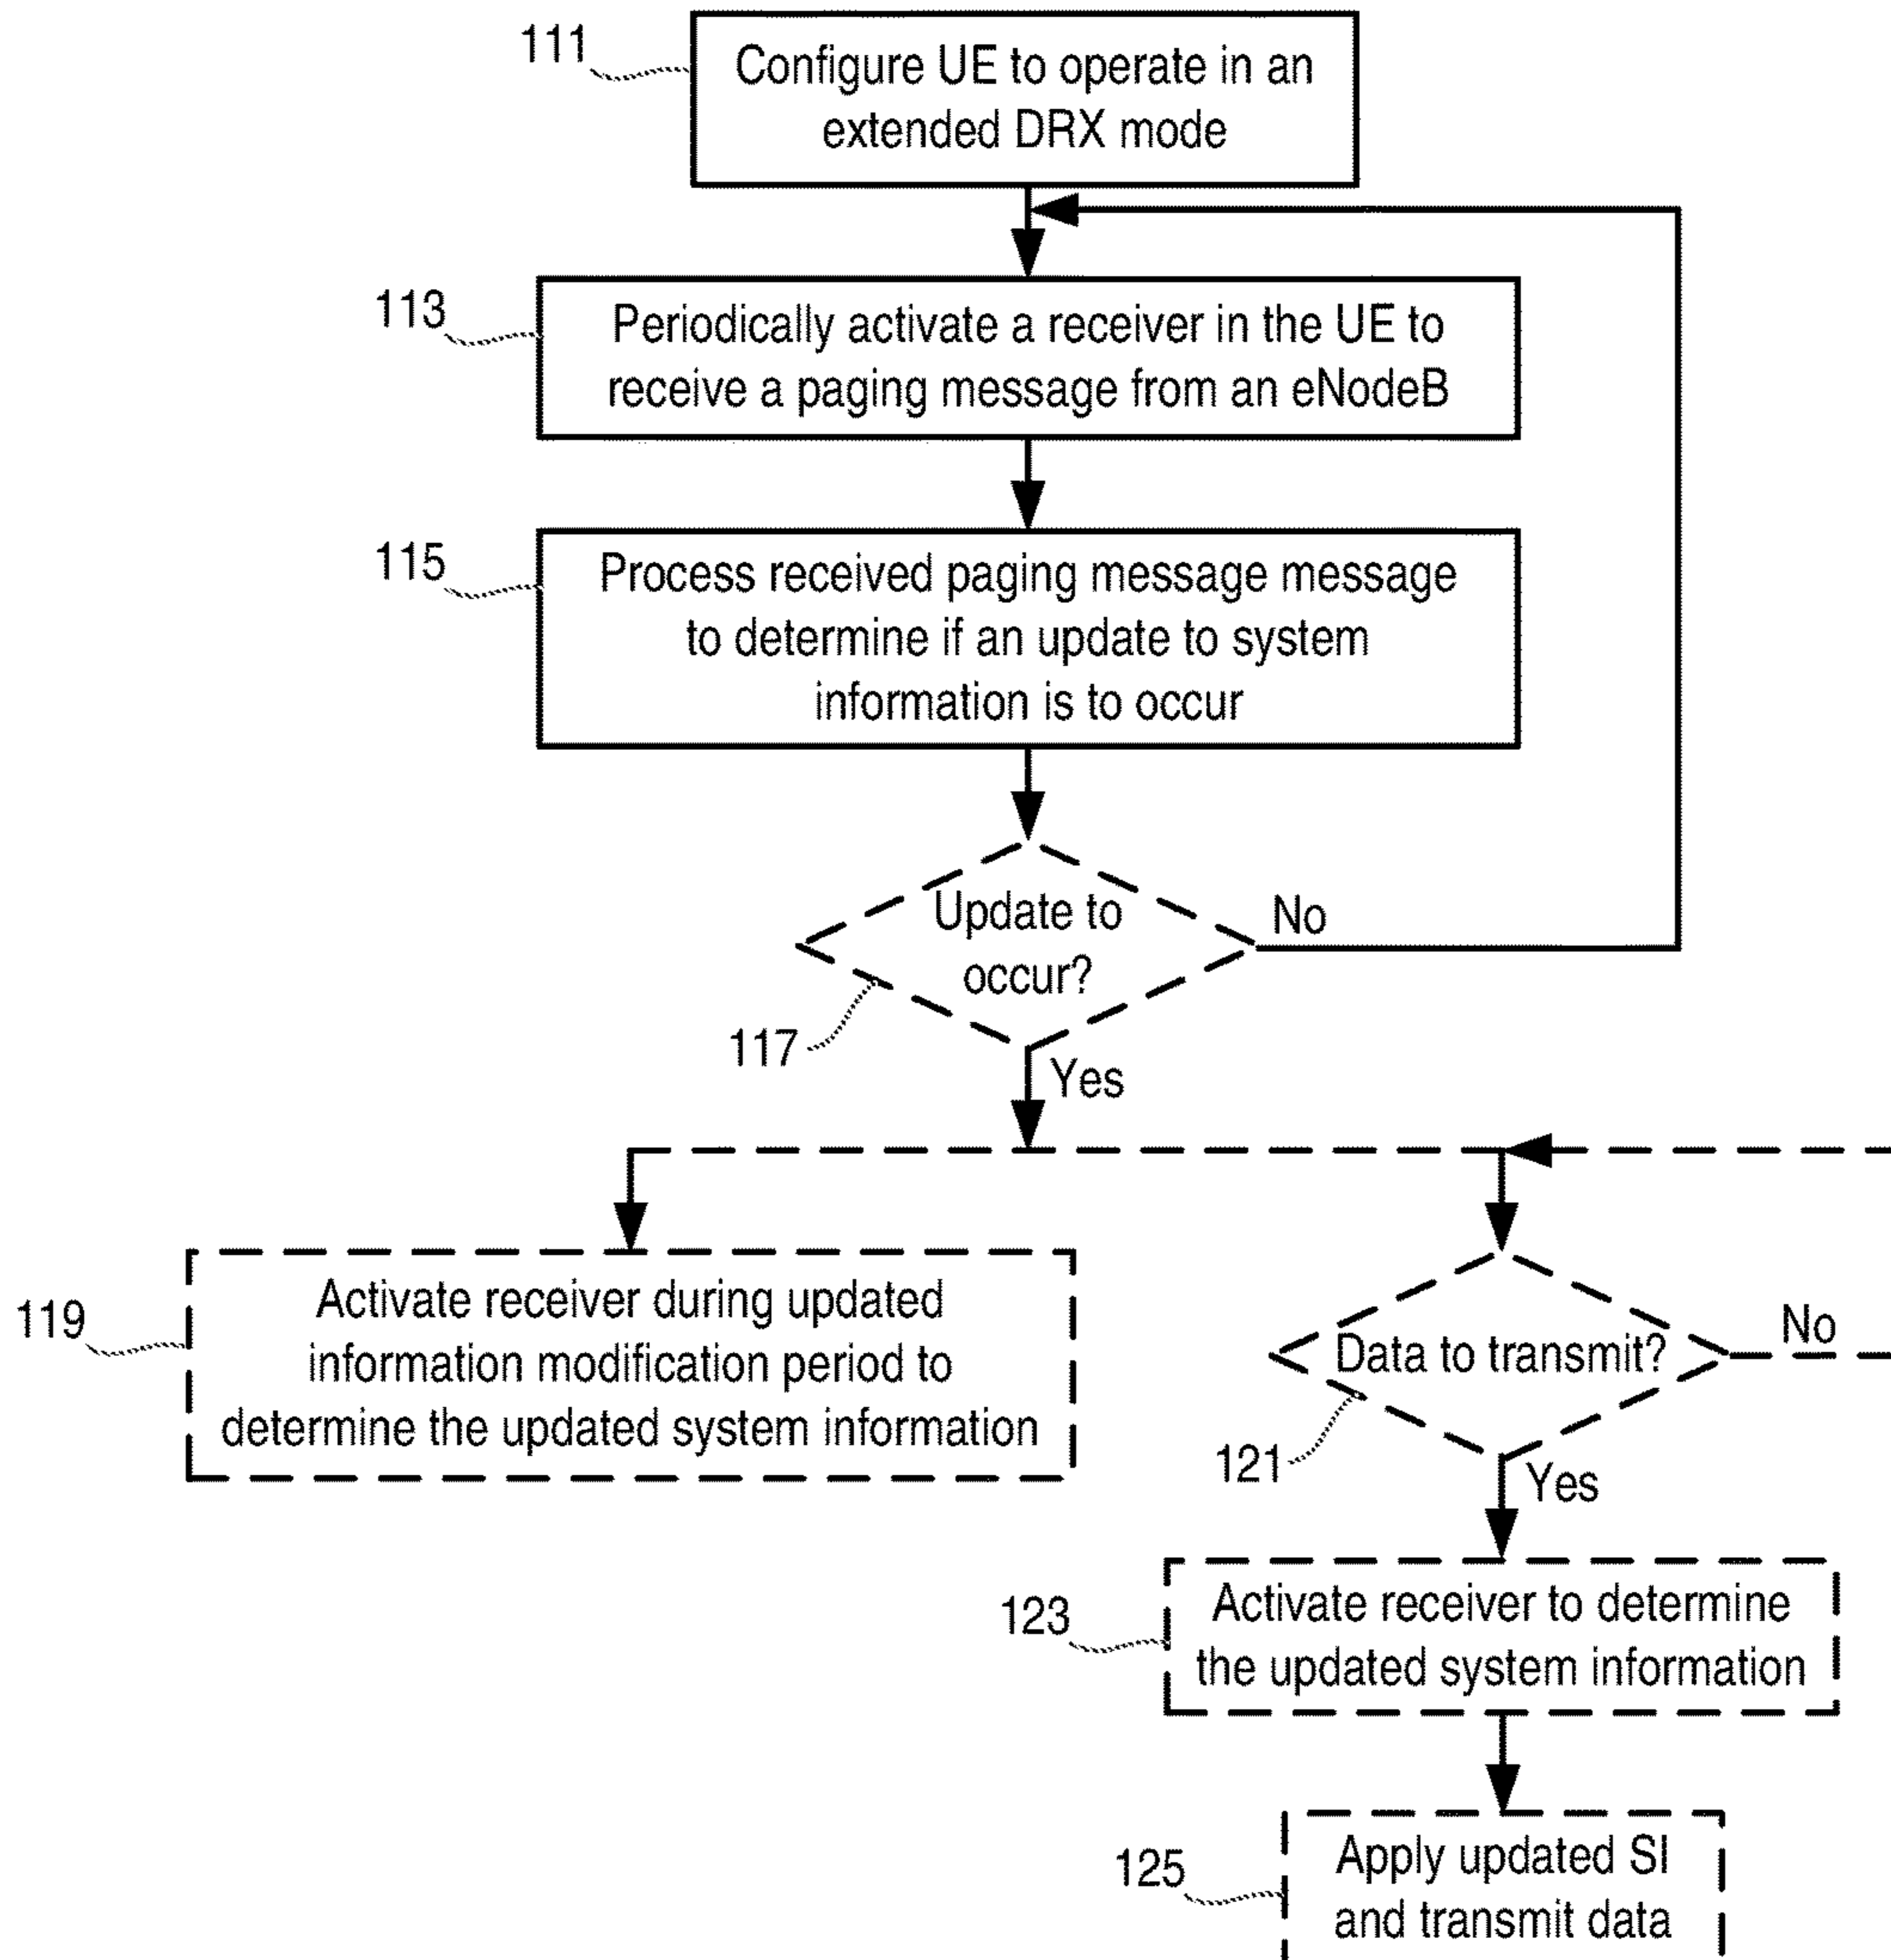 111
Configure UE to operate in an
extended DRX mode
113
Periodically activate a receiver in the UE to
receive a paging message from an eNodeB
115
Process received paging message message
to determine if an update to system
information is to occur
Update to
occur?
No
117
Yes
119
Activate receiver during updated
information modification period to
determine the updated system information
Data to transmit?
No
121
Yes
123
Activate receiver to determine
the updated system information
125
Apply updated SI
and transmit data